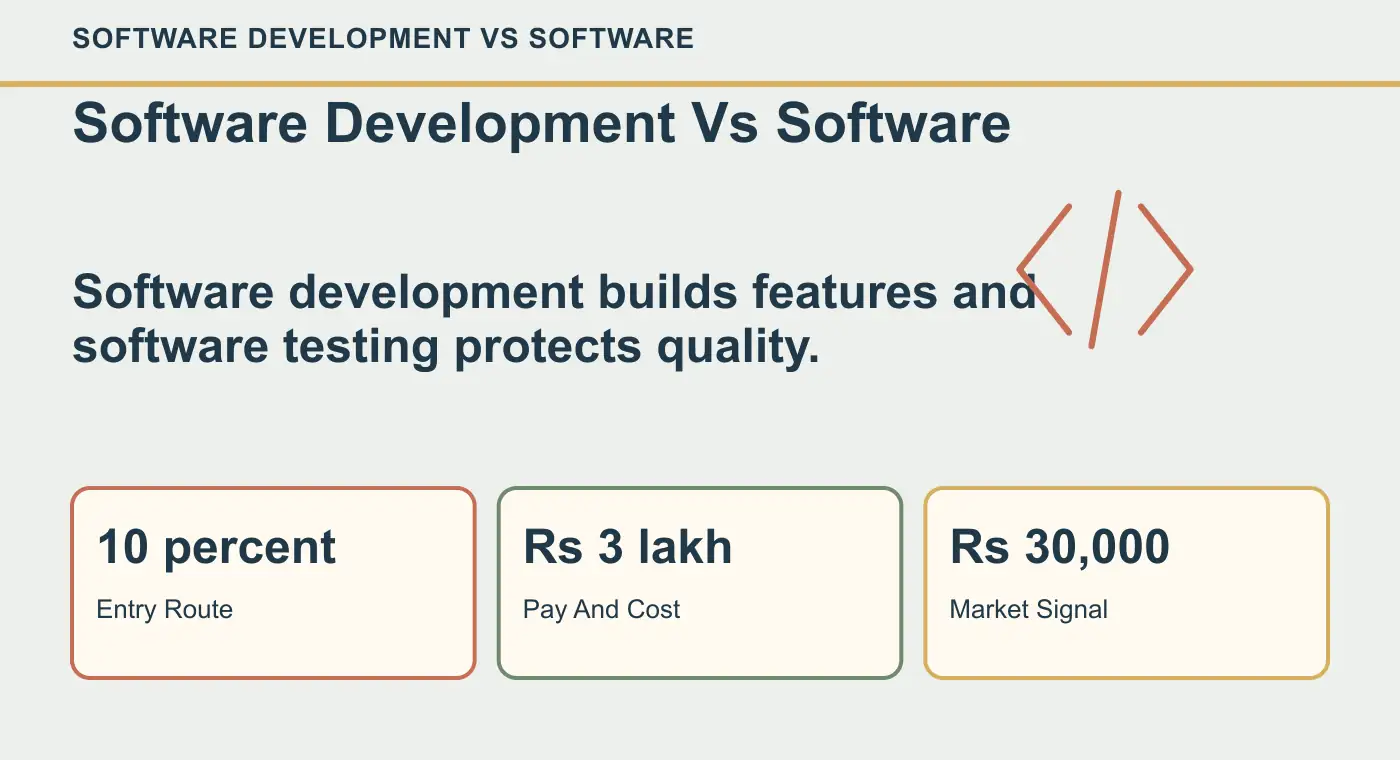 SOFTWARE DEVELOPMENT VS SOFTWARE
Software Development Vs Software
Software development builds features and
software testing protects quality.
10 percent
Entry Route
Rs 3 lakh
Pay And Cost
Rs 30,000
Market Signal